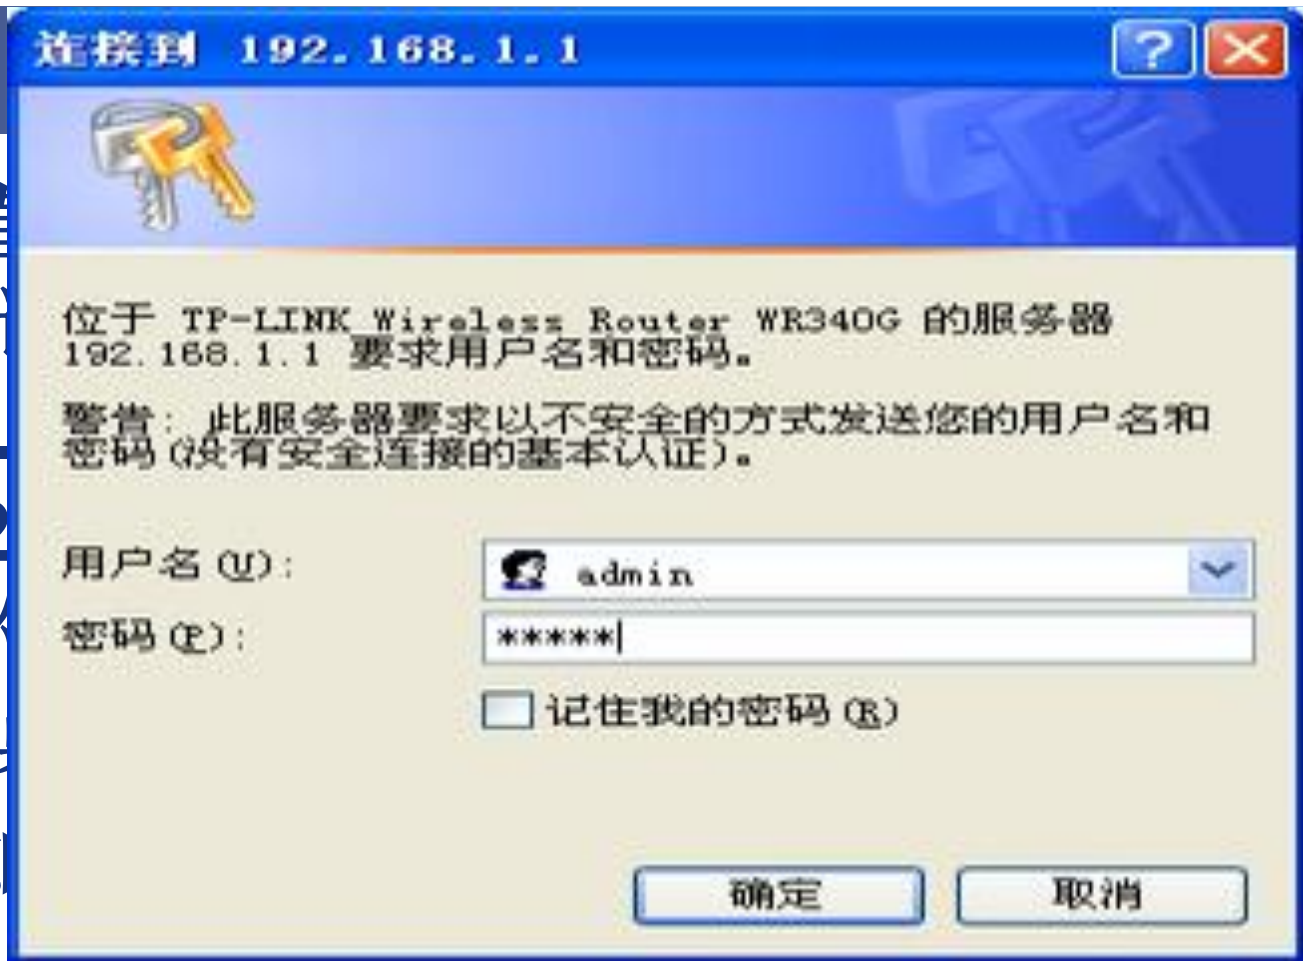 连接到 192.168.1.1
位于 TP-LINK Wireless Router WR340G 的服务器
192.168.1.1 要求用户名和密码。
警告: 此服务器要求以不安全的方式发送您的用户名和
密码(没有安全连接的基本认证)。
用户名(U):
admin
密码(P):
*****
记住我的密码(R)
确定
取消